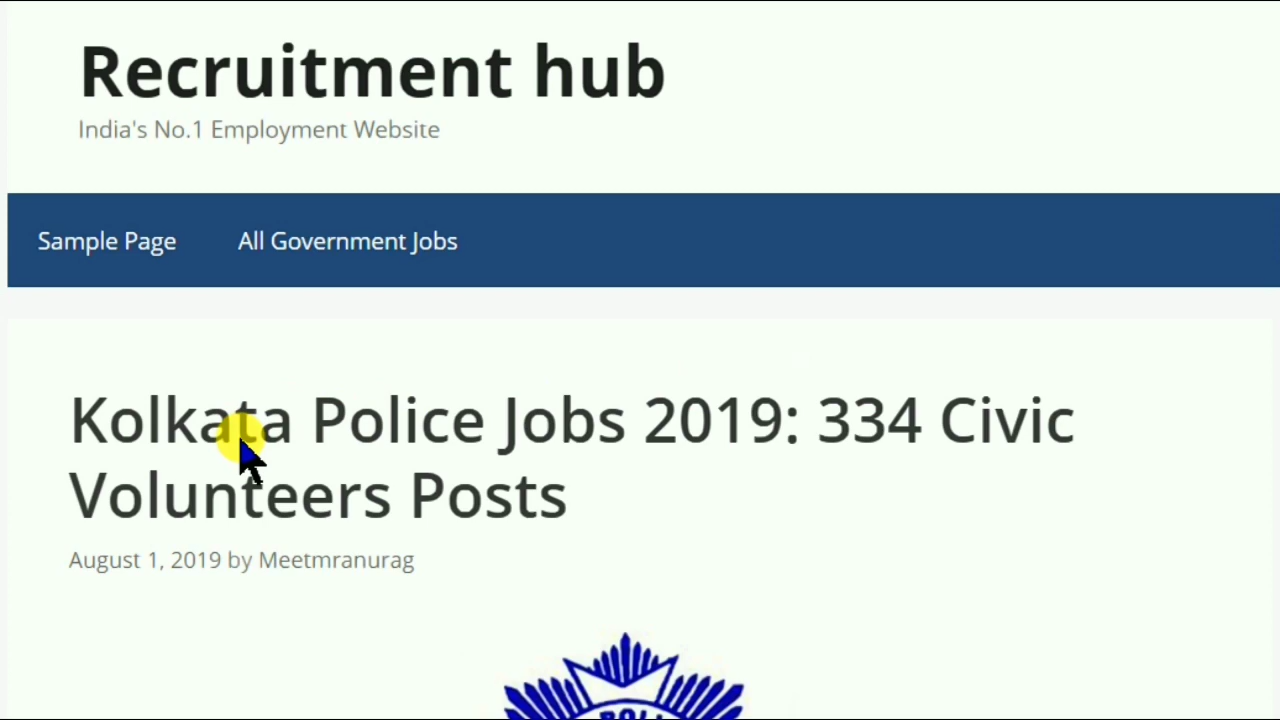 Recruitment hub
India's No.1 Employment Website
Sample Page
All Government Jobs
Kolkata Police Jobs 2019: 334 Civic
Volunteers Posts
August 1, 2019 by Meetmranurag